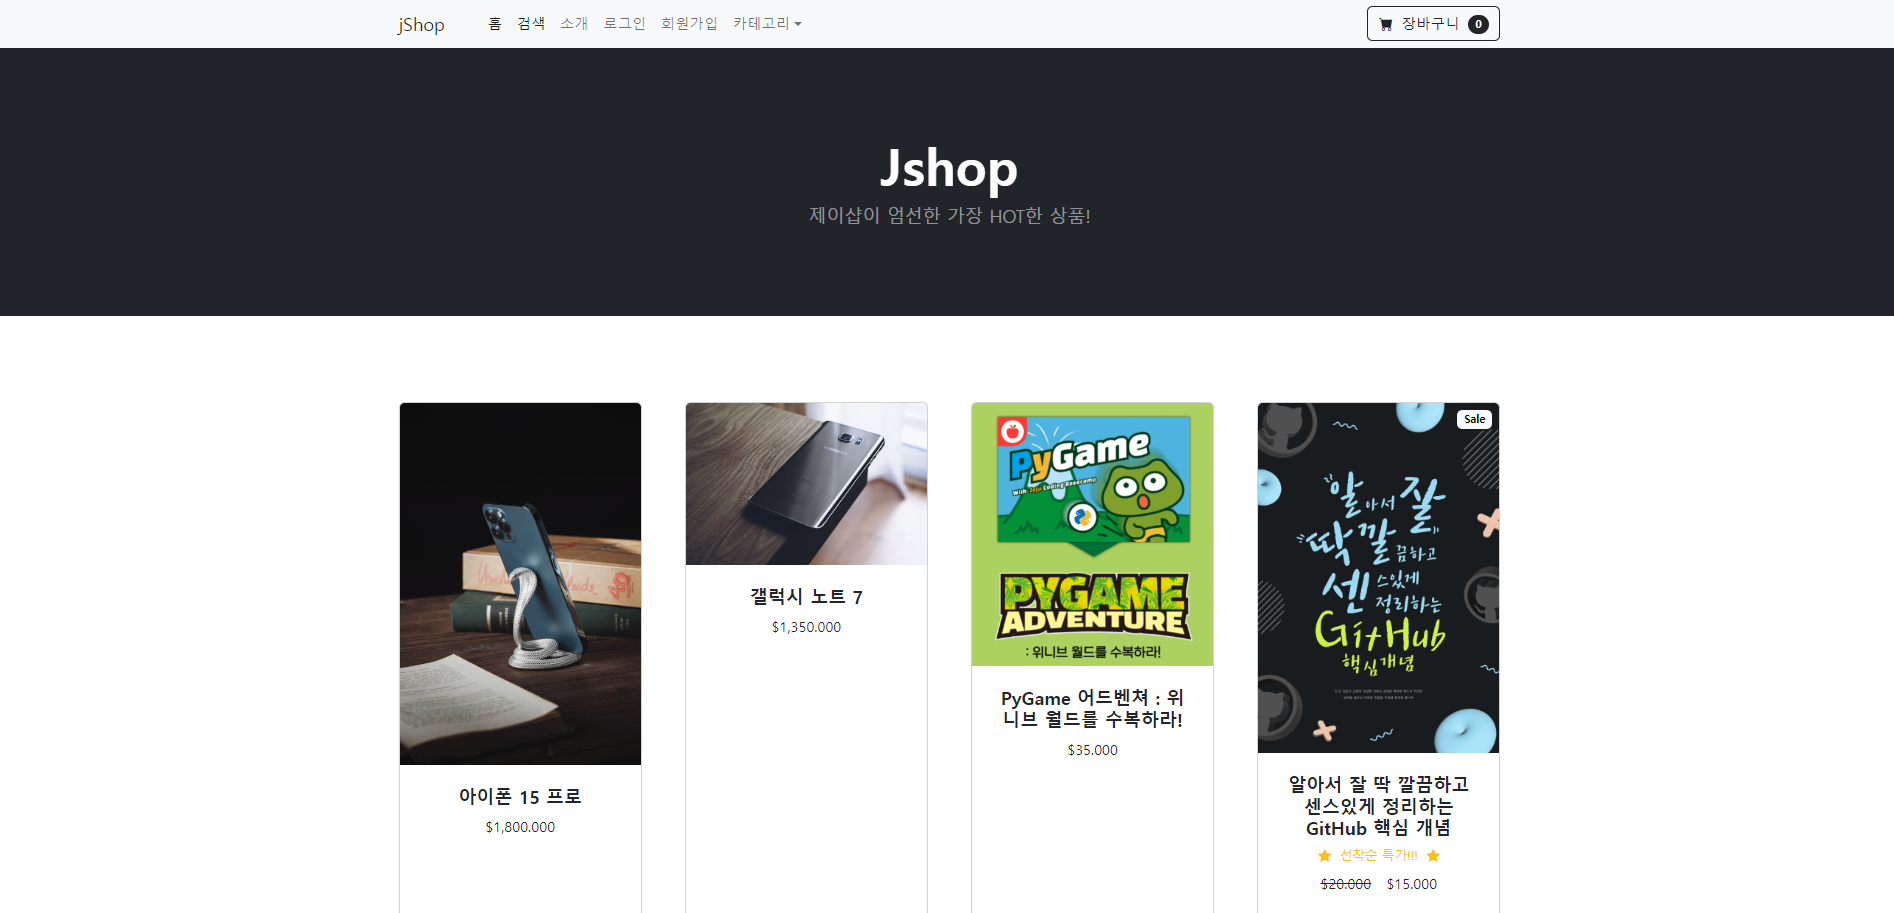 jShop 홈 검색 소개 로그인 회원가입 카테고리 장바구니 0
Jshop
제이샵이 엄선한 가장 HOT한 상품!
Sale
PyGame
With
Coding Basecamp
PYGAME
ADVENTURE
: 위니브 월드를 수복하라!
SAMSUNG
알아서 잘
딱 깔끔하고
센스있게
정리하는
GitHub
핵심개념
아이폰 15 프로
$1,800.000
갤럭시 노트 7
$1,350.000
PyGame 어드벤쳐 : 위
니브 월드를 수복하라!
$35.000
알아서 잘 딱 깔끔하고
센스있게 정리하는
GitHub 핵심 개념
선착순 특가!!!
$20.000 $15.000